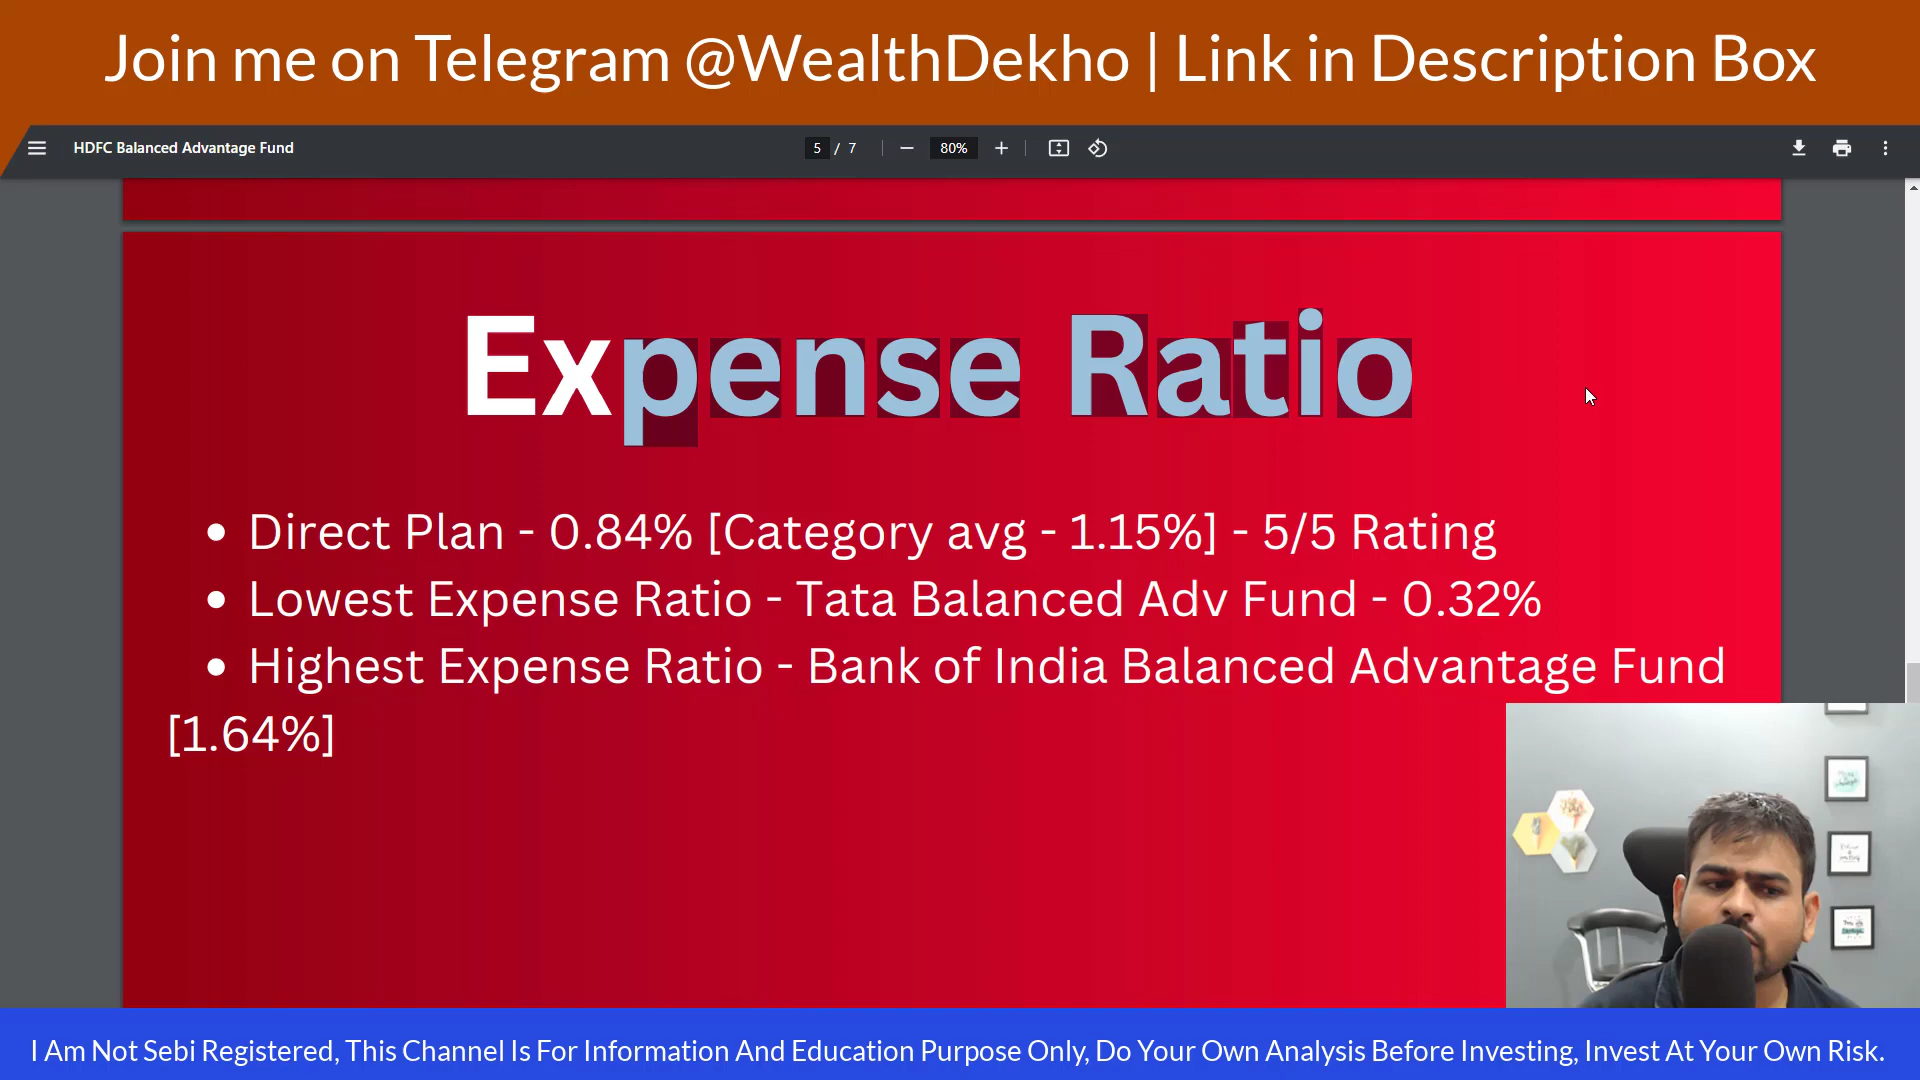 Join me on Telegram @WealthDekho | Link in Description Box
HDFC Balanced Advantage Fund
5 / 7
80%
Expense Ratio
• Direct Plan - 0.84% [Category avg - 1.15%] - 5/5 Rating
• Lowest Expense Ratio - Tata Balanced Adv Fund - 0.32%
• Highest Expense Ratio - Bank of India Balanced Advantage Fund
[1.64%]
I Am Not Sebi Registered, This Channel Is For Information And Education Purpose Only, Do Your Own Analysis Before Investing, Invest At Your Own Risk.